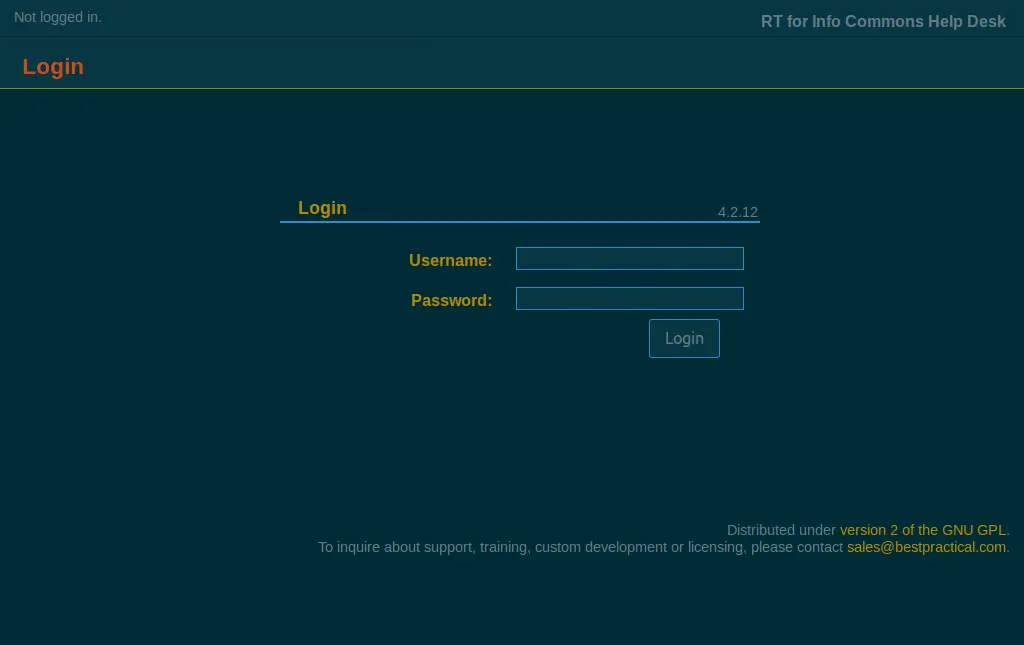 Not logged in.
RT for Info Commons Help Desk
Login
Login
4.2.12
Username:
Password:
Login
Distributed under version 2 of the GNU GPL.
To inquire about support, training, custom development or licensing, please contact sales@bestpractical.com.